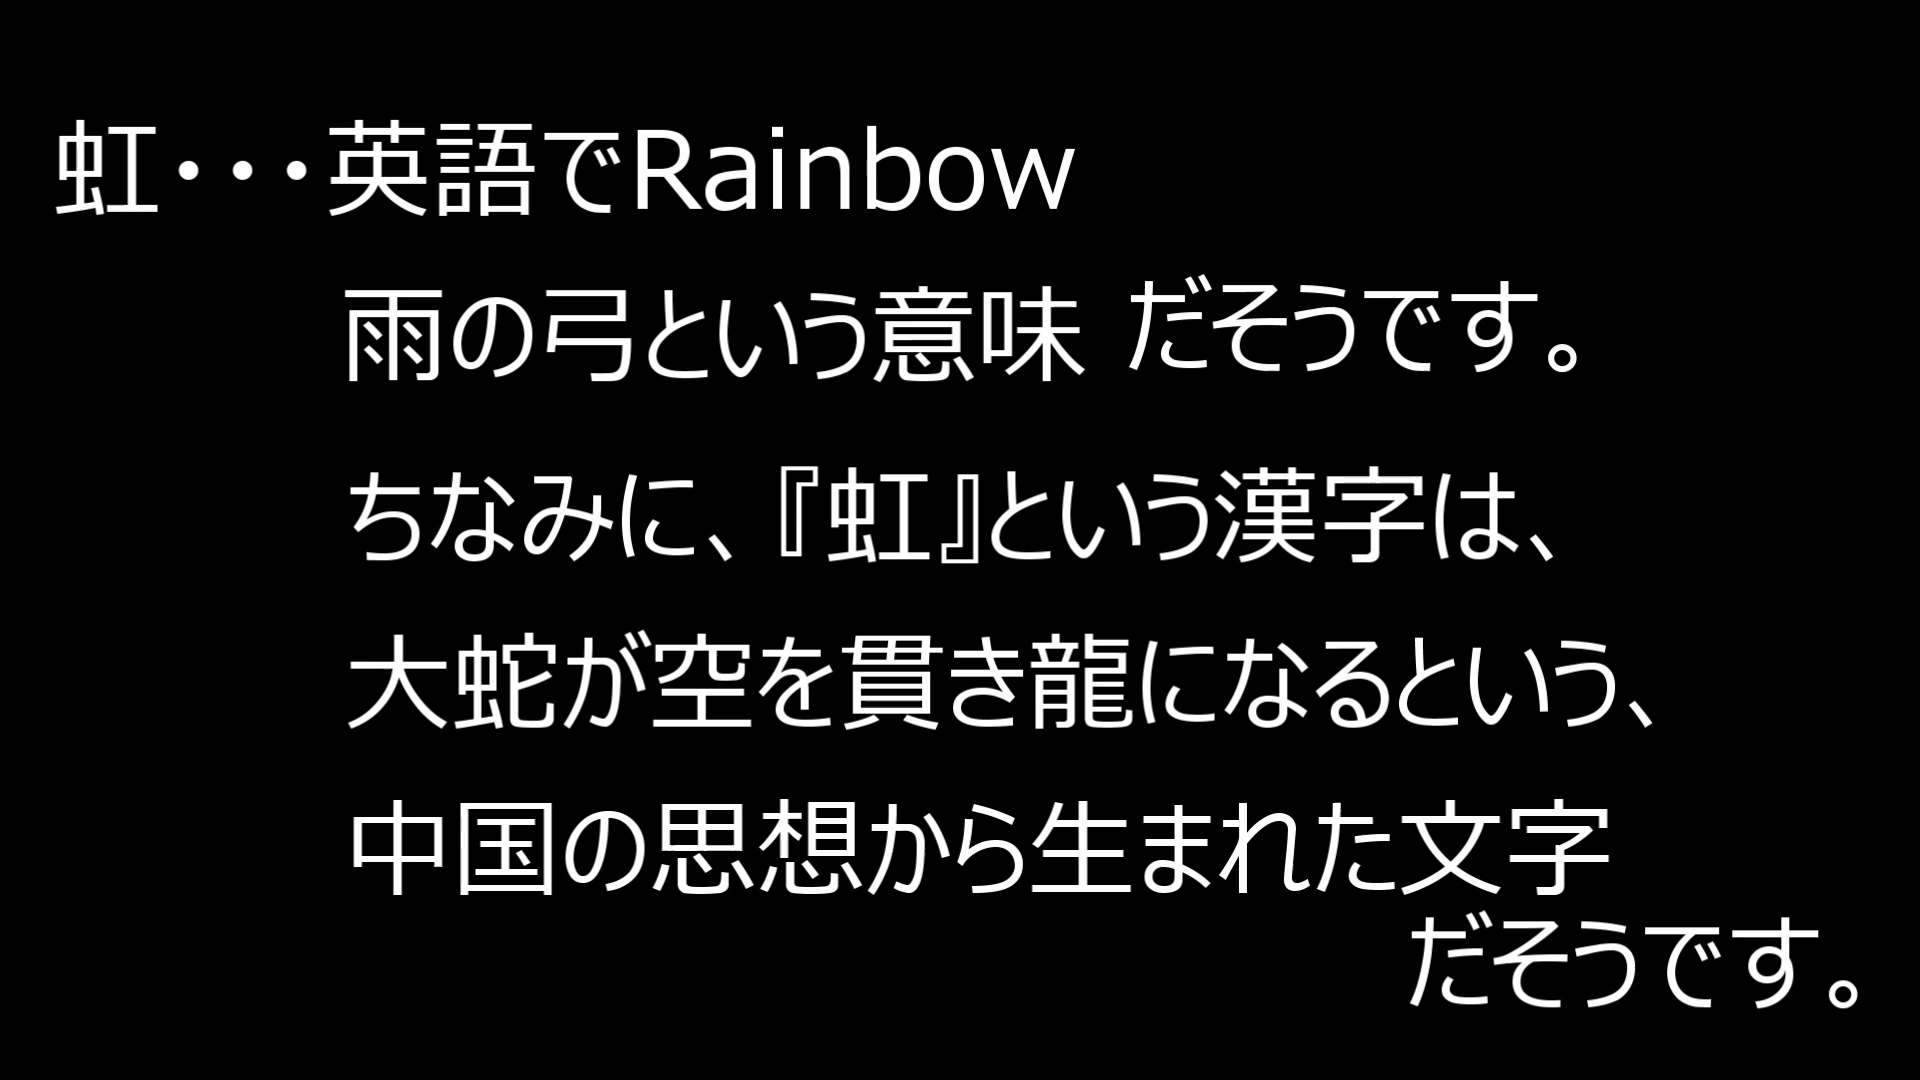 虹・・・英語でRainbow
雨の弓という意味 だそうです。
ちなみに、『虹』という漢字は、
大蛇が空を貫き龍になるという、
中国の思想から生まれた文字
だそうです。